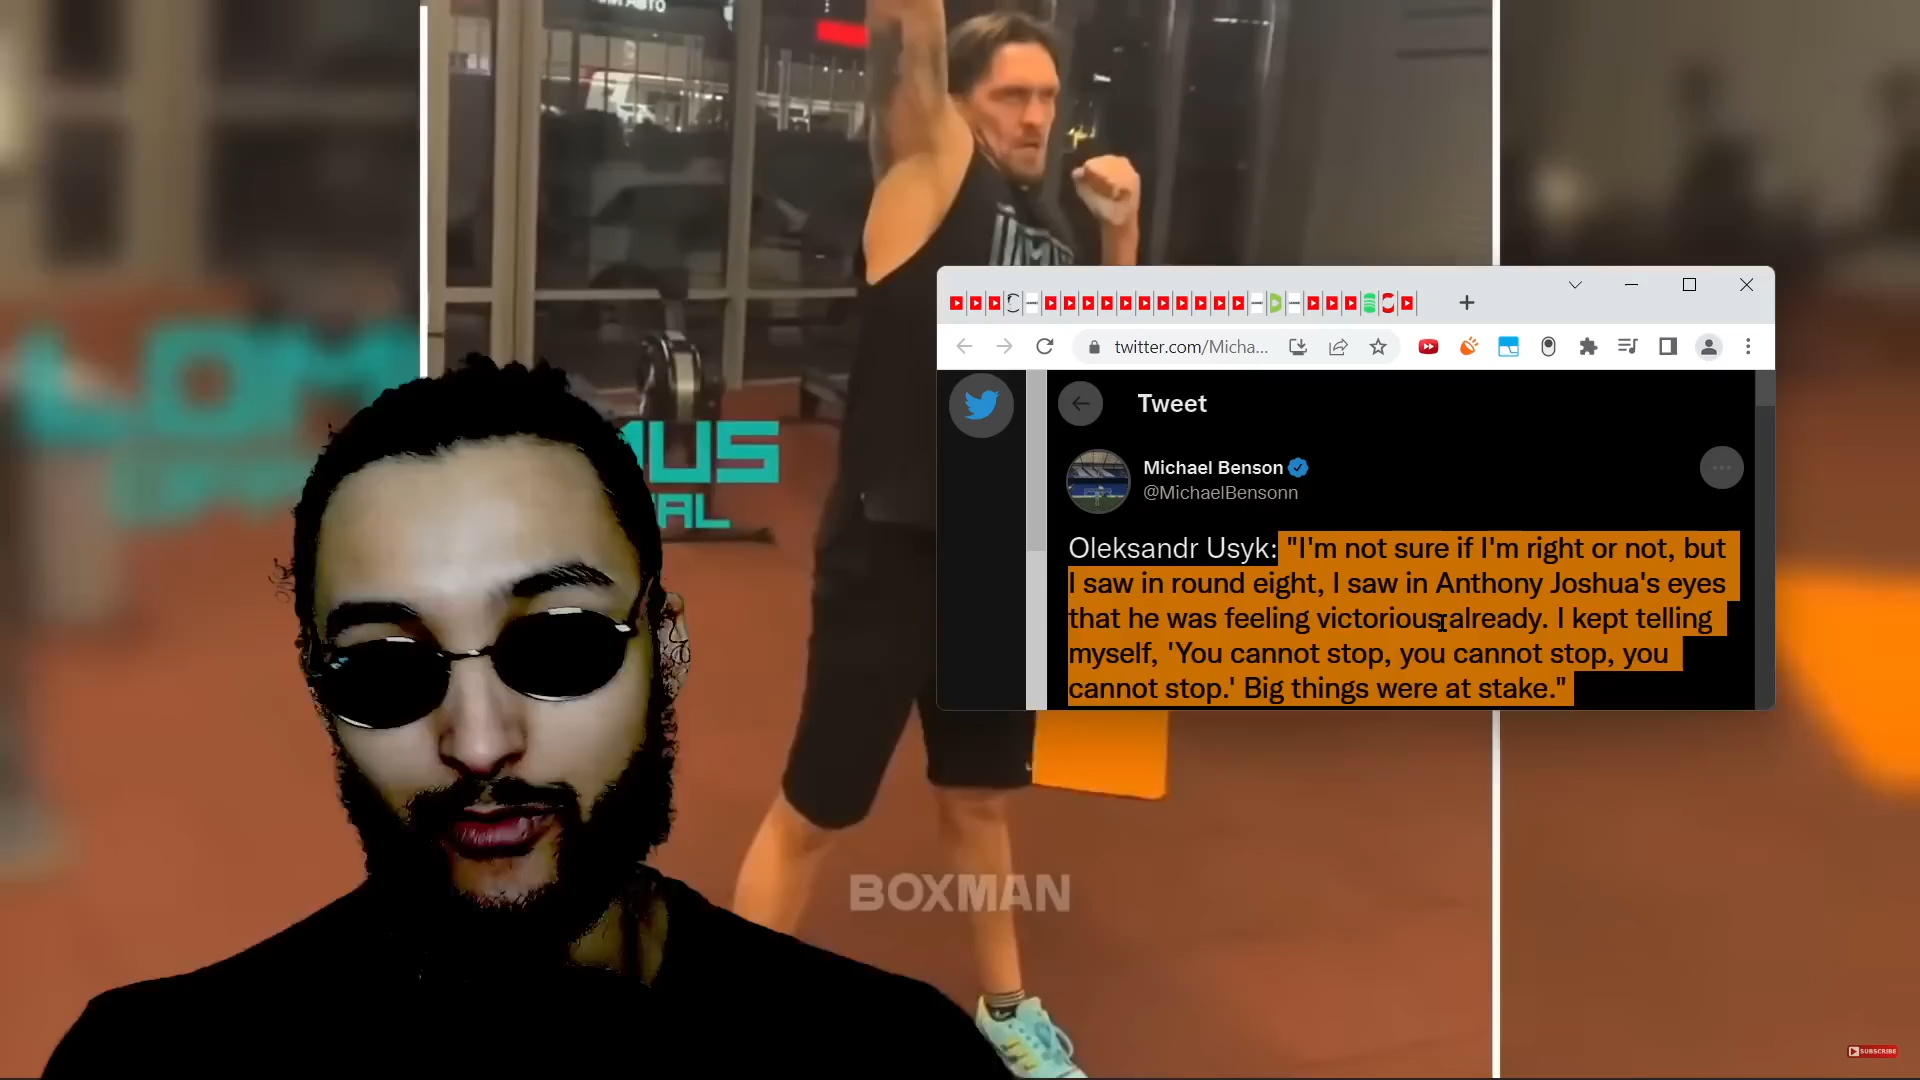 twitter.com/Micha...
Tweet
Michael Benson
@MichaelBensonn
Oleksandr Usyk: "I'm not sure if I'm right or not, but
I saw in round eight, I saw in Anthony Joshua's eyes
that he was feeling victorious already. I kept telling
myself, 'You cannot stop, you cannot stop, you
cannot stop.' Big things were at stake."
BOXMAN
SUBSCRIBE